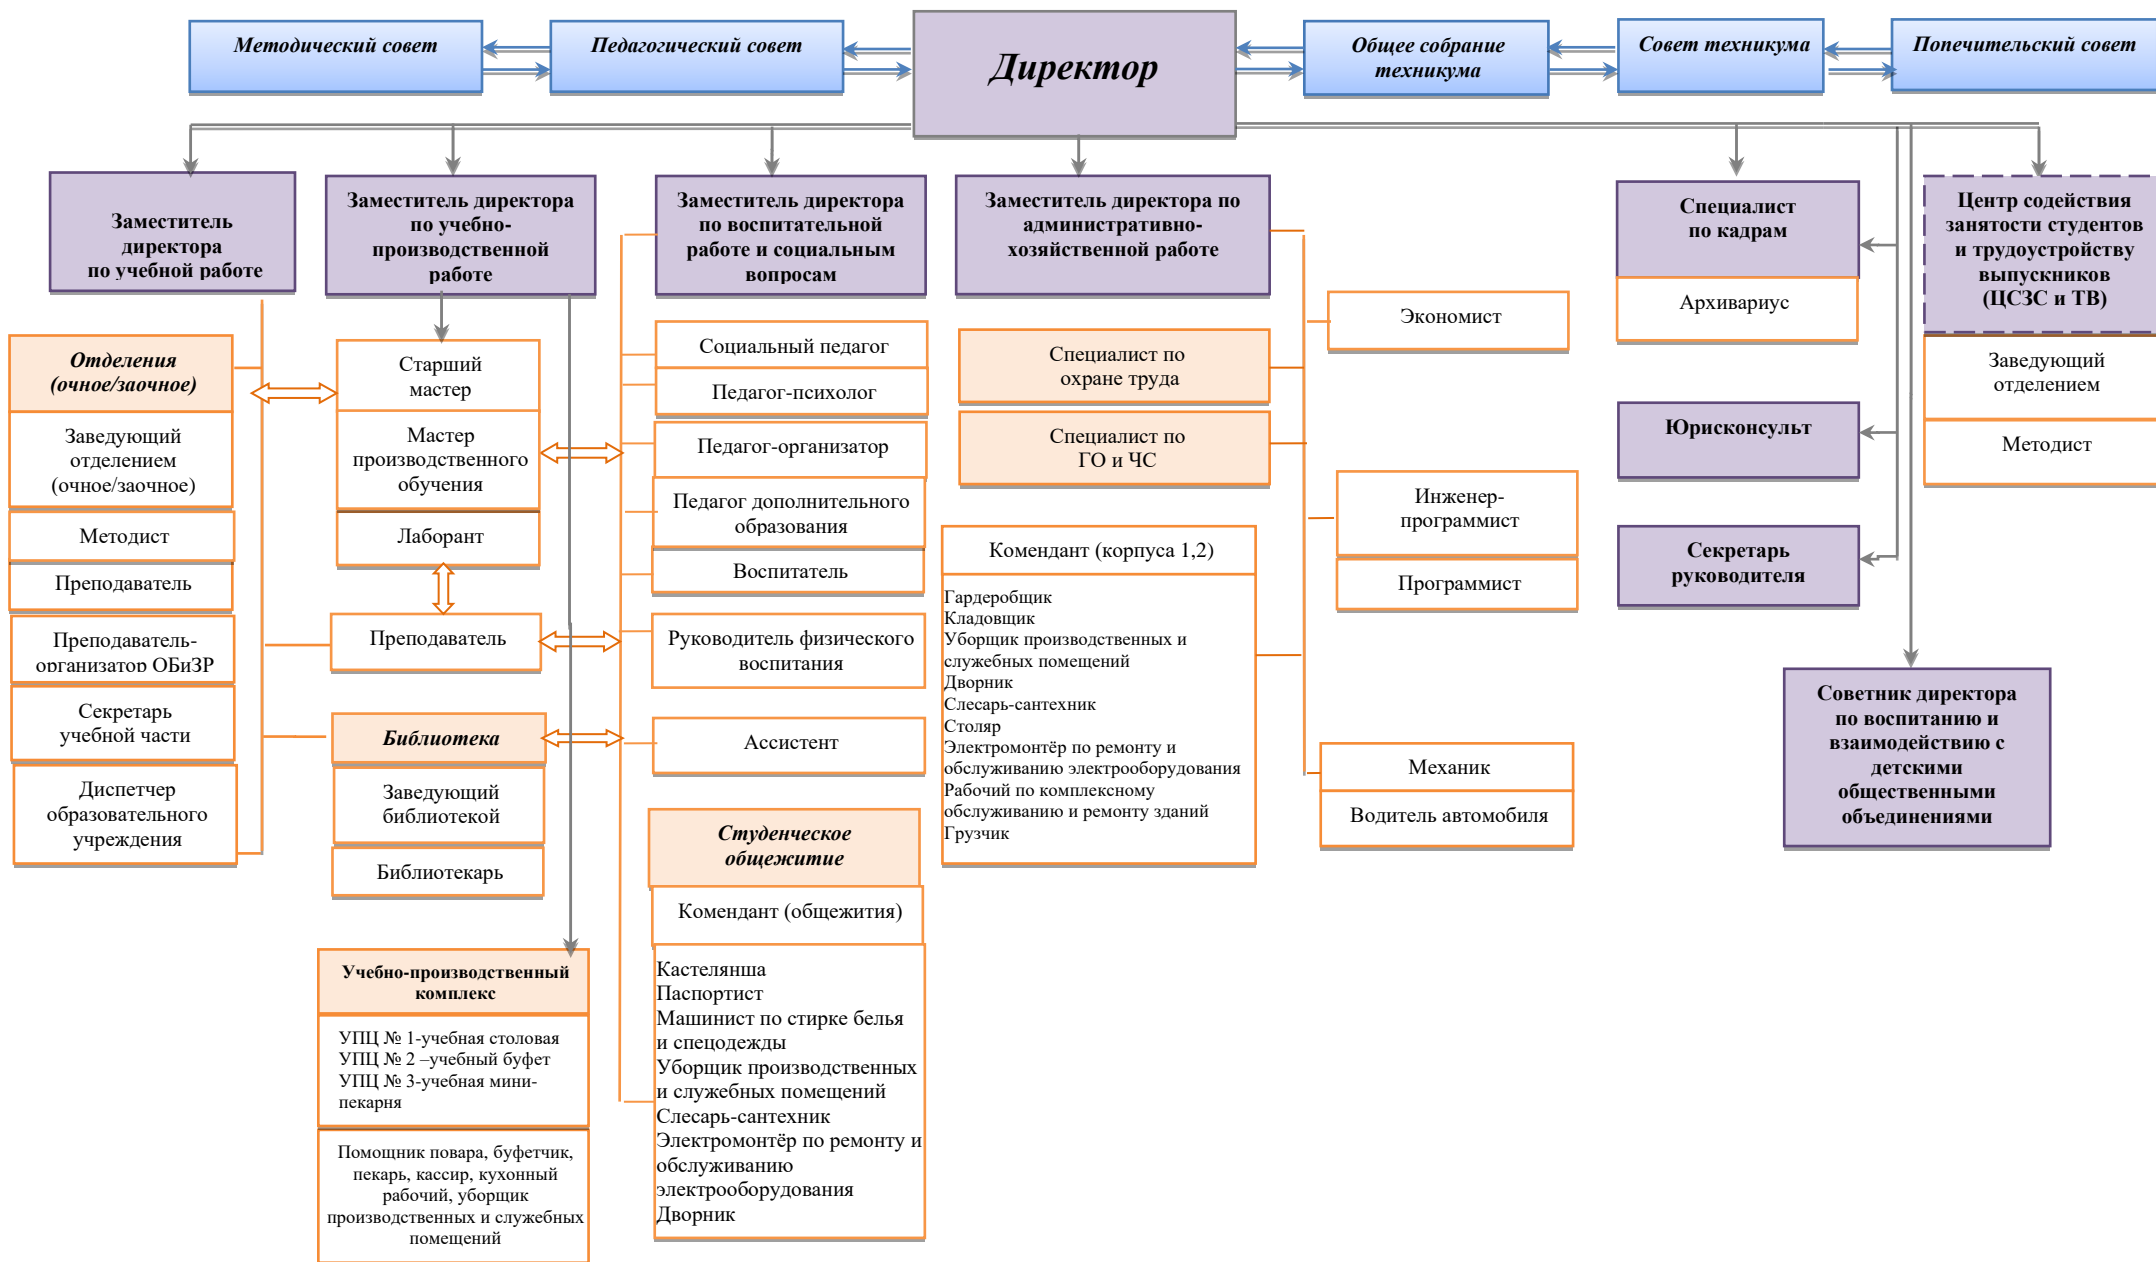 Методический совет
Педагогический совет
Директор
Общее собрание
техникума
Совет техникума
Попечительский совет
Заместитель
директора
по учебной работе
Заместитель директора
по учебно-
производственной
работе
Заместитель директора
по воспитательной
работе и социальным
вопросам
Заместитель директора по
административно-
хозяйственной работе
Специалист
по кадрам
Архивариус
Центр содействия
занятости студентов
и трудоустройству
выпускников
(ЦСЗС и ТВ)
Заведующий
отделением
Методист
Отделения
(очное/заочное)
Заведующий
отделением
(очное/заочное)
Методист
Преподаватель
Преподаватель-
организатор ОБиЗР
Секретарь
учебной части
Диспетчер
образовательного
учреждения
Старший
мастер
Мастер
производственного
обучения
Лаборант
Преподаватель
Библиотека
Заведующий
библиотекой
Библиотекарь
Учебно-производственный
комплекс
УПЦ № 1-учебная столовая
УПЦ № 2 –учебный буфет
УПЦ № 3-учебная мини-
пекарня
Помощник повара, буфетчик,
пекарь, кассир, кухонный
рабочий, уборщик
производственных и служебных
помещений
Социальный педагог
Педагог-психолог
Педагог-организатор
Педагог дополнительного
образования
Воспитатель
Руководитель физического
воспитания
Ассистент
Студенческое
общежитие
Комендант (общежития)
Кастелянша
Паспортист
Машинист по стирке белья
и спецодежды
Уборщик производственных
и служебных помещений
Слесарь-сантехник
Электромонтёр по ремонту и
обслуживанию
электрооборудования
Дворник
Специалист по
охране труда
Специалист по
ГО и ЧС
Комендант (корпуса 1,2)
Гардеробщик
Кладовщик
Уборщик производственных и
служебных помещений
Дворник
Слесарь-сантехник
Столяр
Электромонтёр по ремонту и
обслуживанию электрооборудования
Рабочий по комплексному
обслуживанию и ремонту зданий
Грузчик
Экономист
Инженер-
программист
Программист
Механик
Водитель автомобиля
Юрисконсульт
Секретарь
руководителя
Советник директора
по воспитанию и
взаимодействию с
детскими
общественными
объединениями